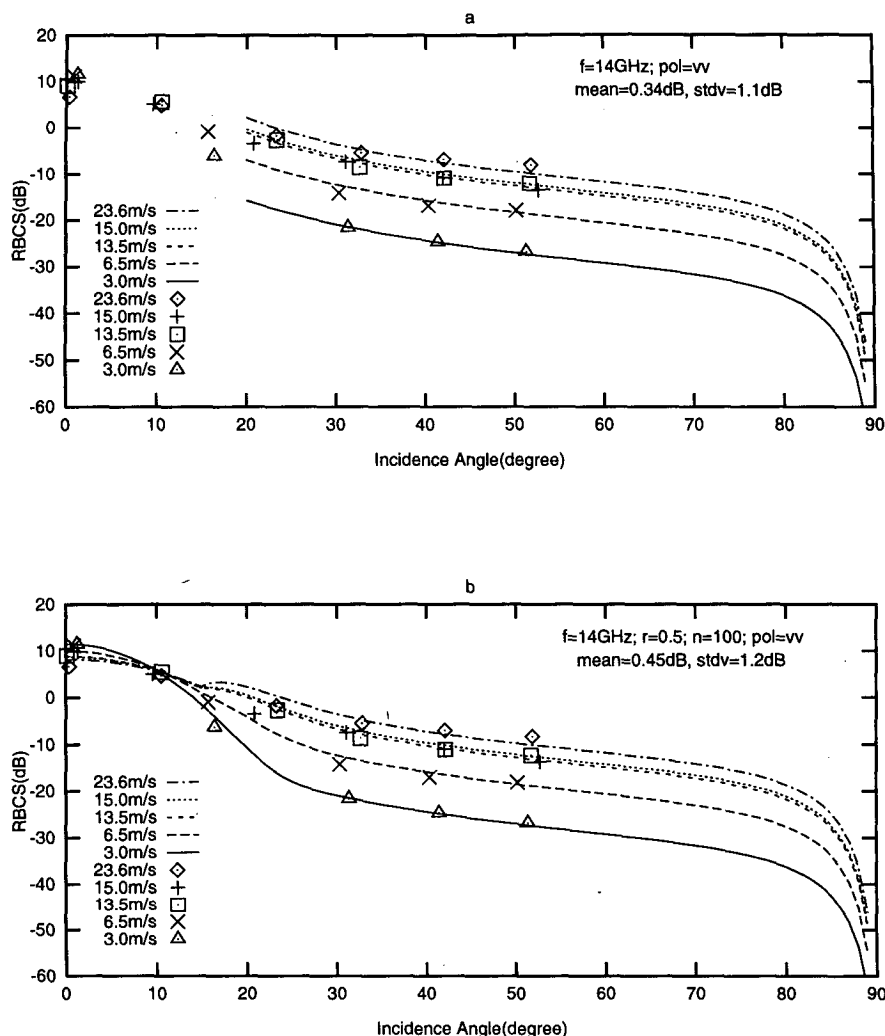 a
20
10
0
-10
-20
-30
-40
-50
-60
RBCS(dB)
f=14GHz; pol=vv
mean=0.34dB, stdv=1.1dB
23.6m/s
15.0m/s
13.5m/s
6.5m/s
3.0m/s
23.6m/s
15.0m/s
13.5m/s
6.5m/s
3.0m/s
0 10 20 30 40 50 60 70 80 90
Incidence Angle(degree)
b
20
10
0
-10
-20
-30
-40
-50
-60
RBCS(dB)
f=14GHz; r=0.5; n=100; pol=vv
mean=0.45dB, stdv=1.2dB
23.6m/s
15.0m/s
13.5m/s
6.5m/s
3.0m/s
23.6m/s
15.0m/s
13.5m/s
6.5m/s
3.0m/s
0 10 20 30 40 50 60 70 80 90
Incidence Angle(degree)